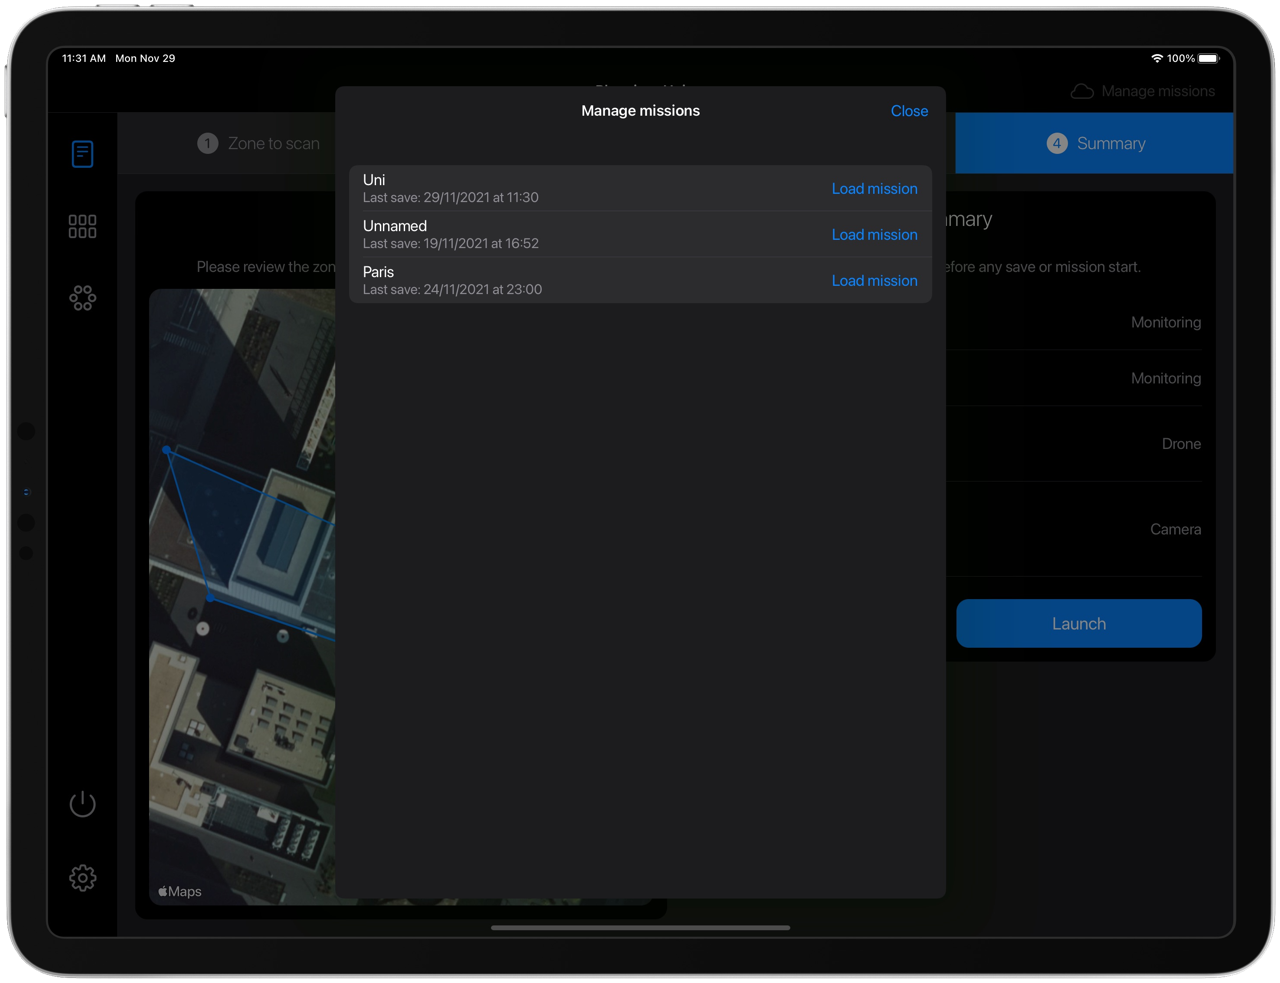 11:31 AM Mon Nov 29
100%
Manage missions
Manage missions
Close
1 Zone to scan
4 Summary
Uni
Last save: 29/11/2021 at 11:30
Load mission
Unnamed
Last save: 19/11/2021 at 16:52
Load mission
Paris
Last save: 24/11/2021 at 23:00
Load mission
mary
Please review the zon
efore any save or mission start.
Monitoring
Monitoring
Drone
Camera
Launch
Maps